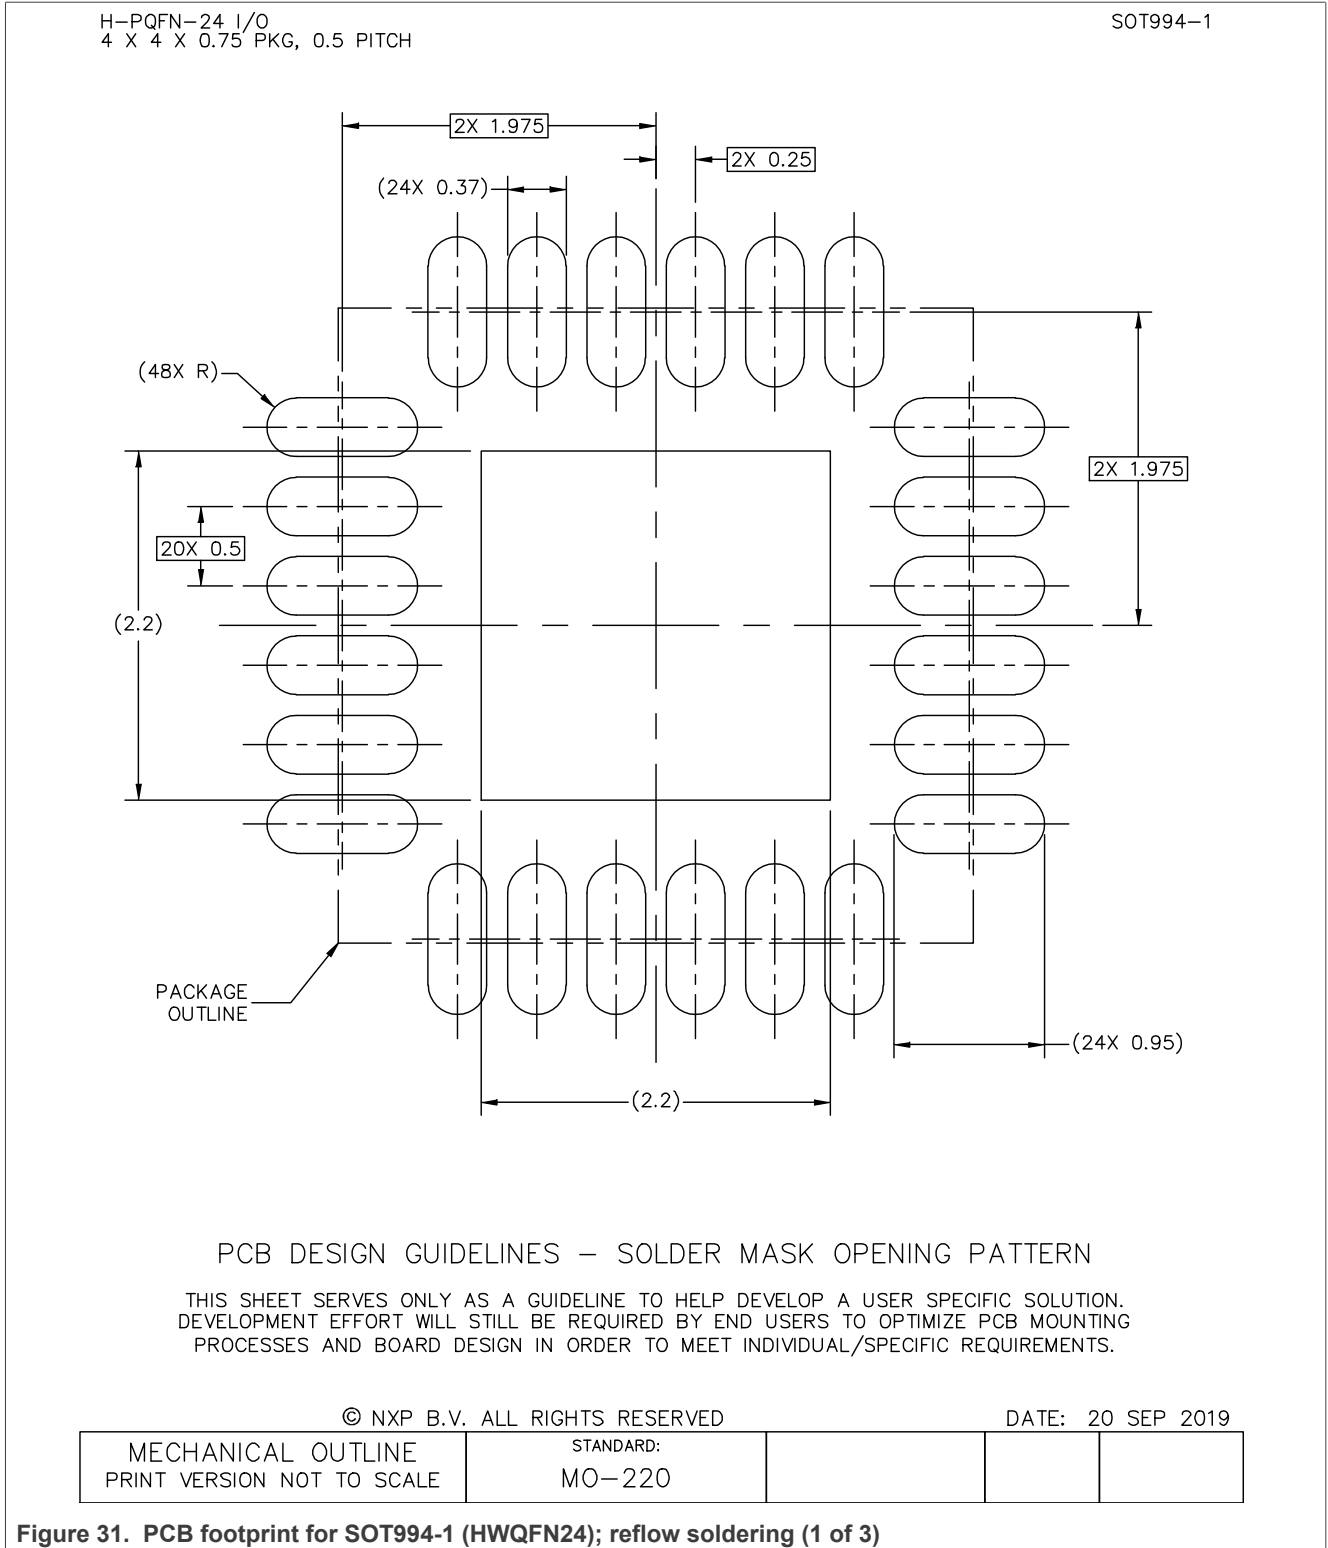 H-PQFN-24 I/O
4 X 4 X 0.75 PKG, 0.5 PITCH
SOT994-1
2X 1.975
2X 0.25
(24X 0.37)
(48X R)
2X 1.975
20X 0.5
(2.2)
PACKAGE
OUTLINE
(24X 0.95)
(2.2)
PCB DESIGN GUIDELINES - SOLDER MASK OPENING PATTERN
THIS SHEET SERVES ONLY AS A GUIDELINE TO HELP DEVELOP A USER SPECIFIC SOLUTION.
DEVELOPMENT EFFORT WILL STILL BE REQUIRED BY END USERS TO OPTIMIZE PCB MOUNTING
PROCESSES AND BOARD DESIGN IN ORDER TO MEET INDIVIDUAL/SPECIFIC REQUIREMENTS.
© NXP B.V. ALL RIGHTS RESERVED
DATE: 20 SEP 2019
MECHANICAL OUTLINE
PRINT VERSION NOT TO SCALE
STANDARD:
MO-220
Figure 31. PCB footprint for SOT994-1 (HWQFN24); reflow soldering (1 of 3)